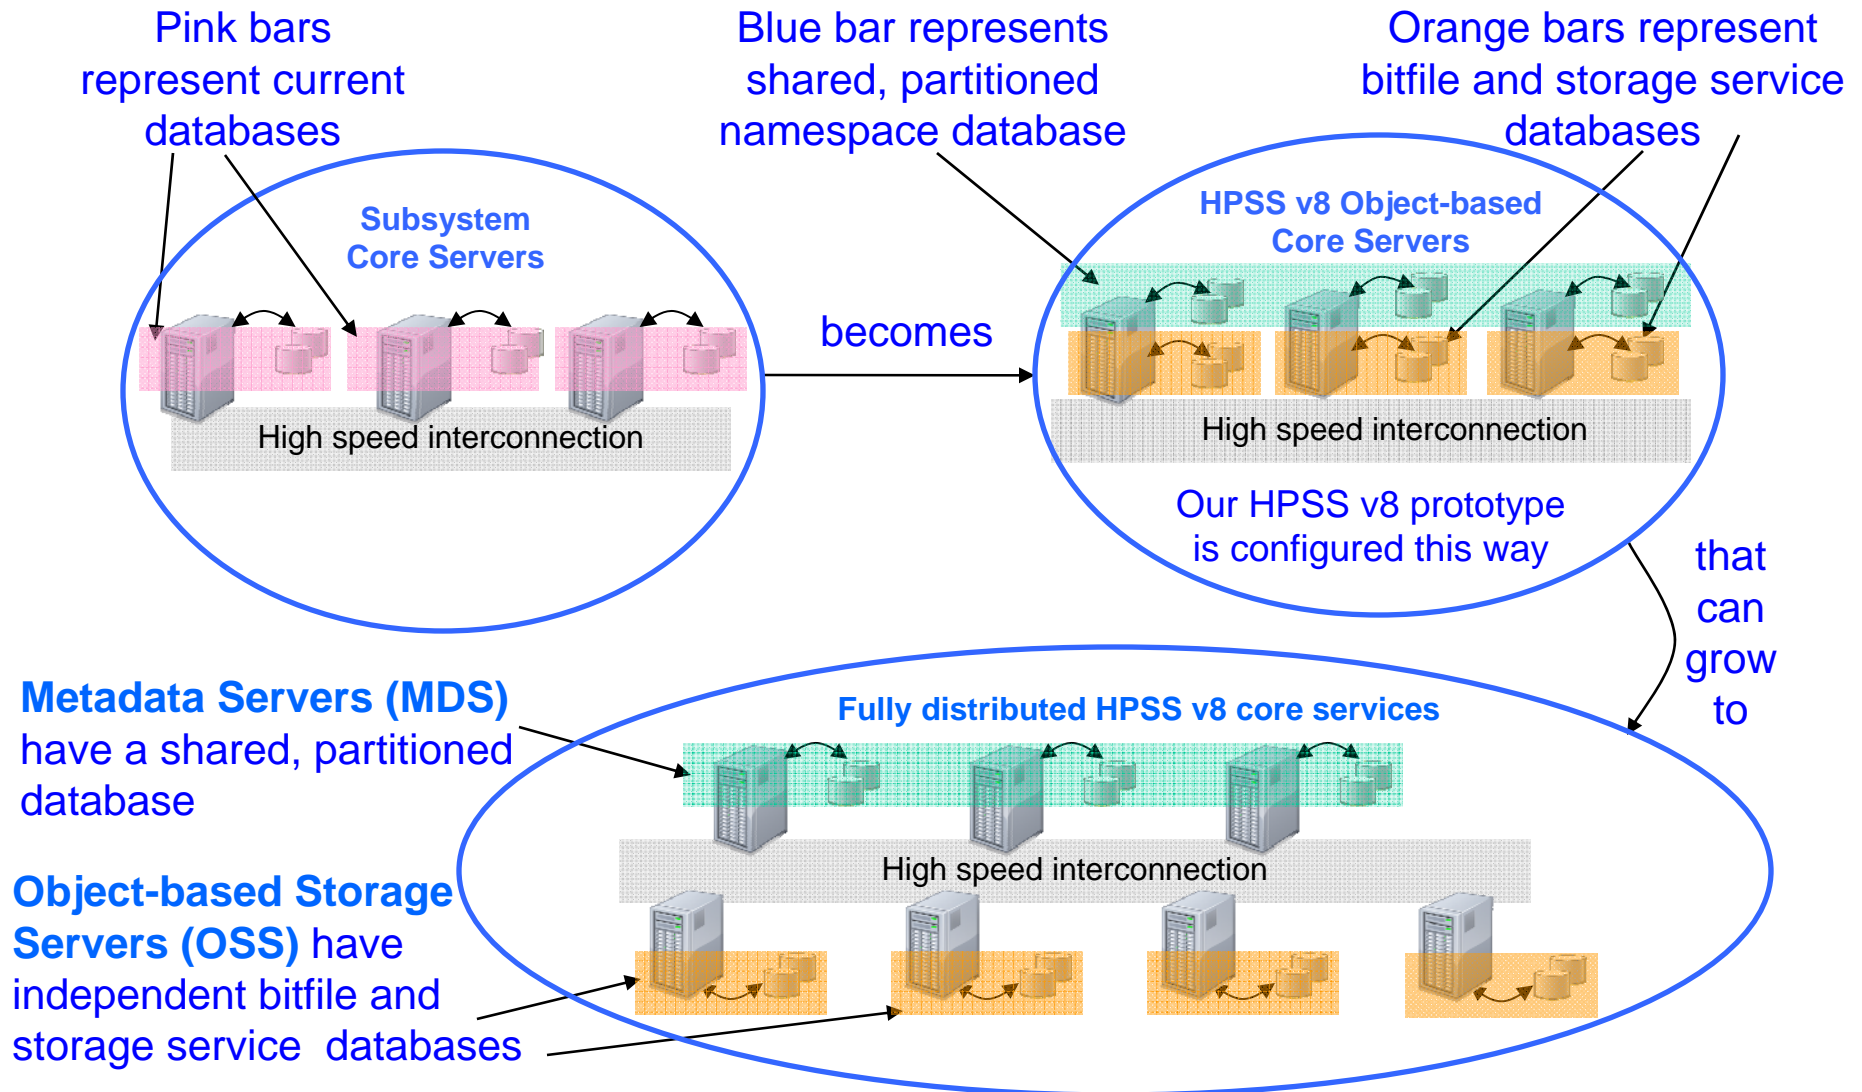 Pink bars
represent current
databases
Blue bar represents
shared, partitioned
namespace database
Orange bars represent
bitfile and storage service
databases
Subsystem
Core Servers
High speed interconnection
becomes
HPSS v8 Object-based
Core Servers
High speed interconnection
Our HPSS v8 prototype
is configured this way
that
can
grow
to
Metadata Servers (MDS)
have a shared, partitioned
database
Fully distributed HPSS v8 core services
High speed interconnection
Object-based Storage
Servers (OSS) have
independent bitfile and
storage service databases